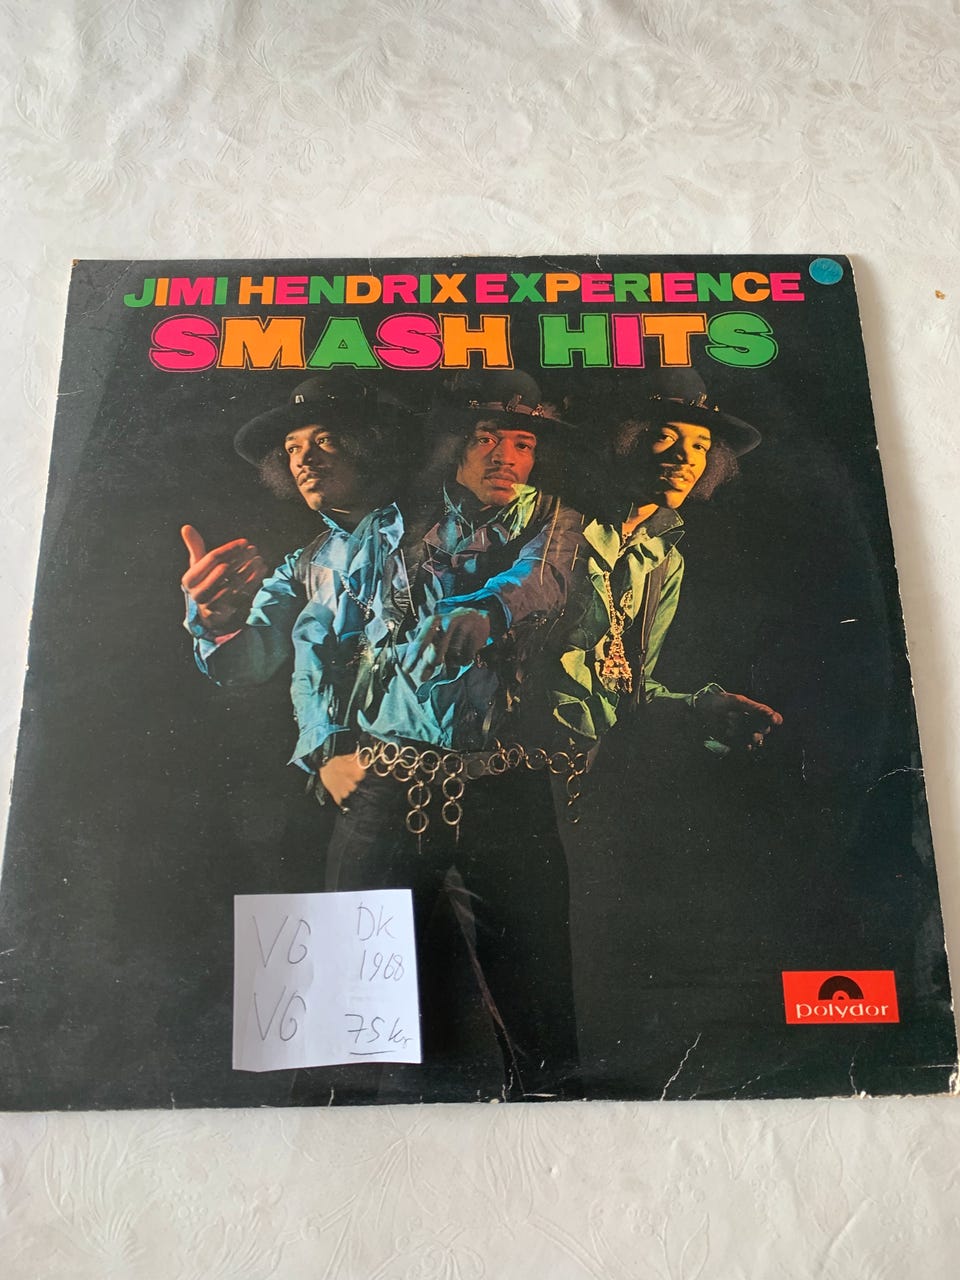 JIMI HENDRIX EXPERIENCE
SMASH HITS
VG DK
1968
VG 75 kr
polydor